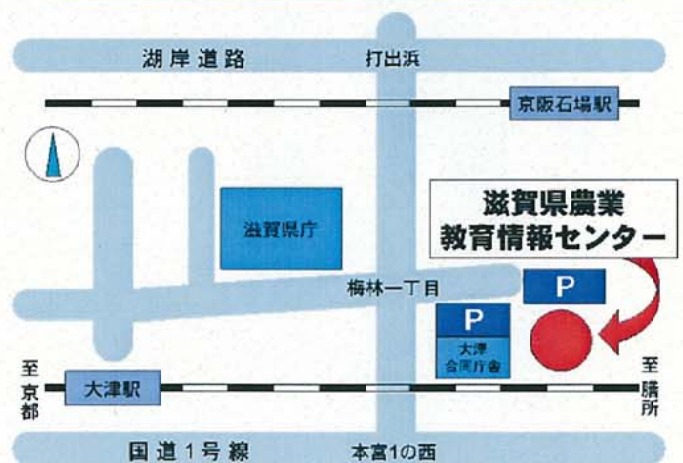 湖岸道路
打出浜
京阪石場駅
滋賀県庁
滋賀県農業
教育情報センター
梅林一丁目
P
P
大津
合同庁舎
至京都
大津駅
至膳所
国道1号線
本宮1の西